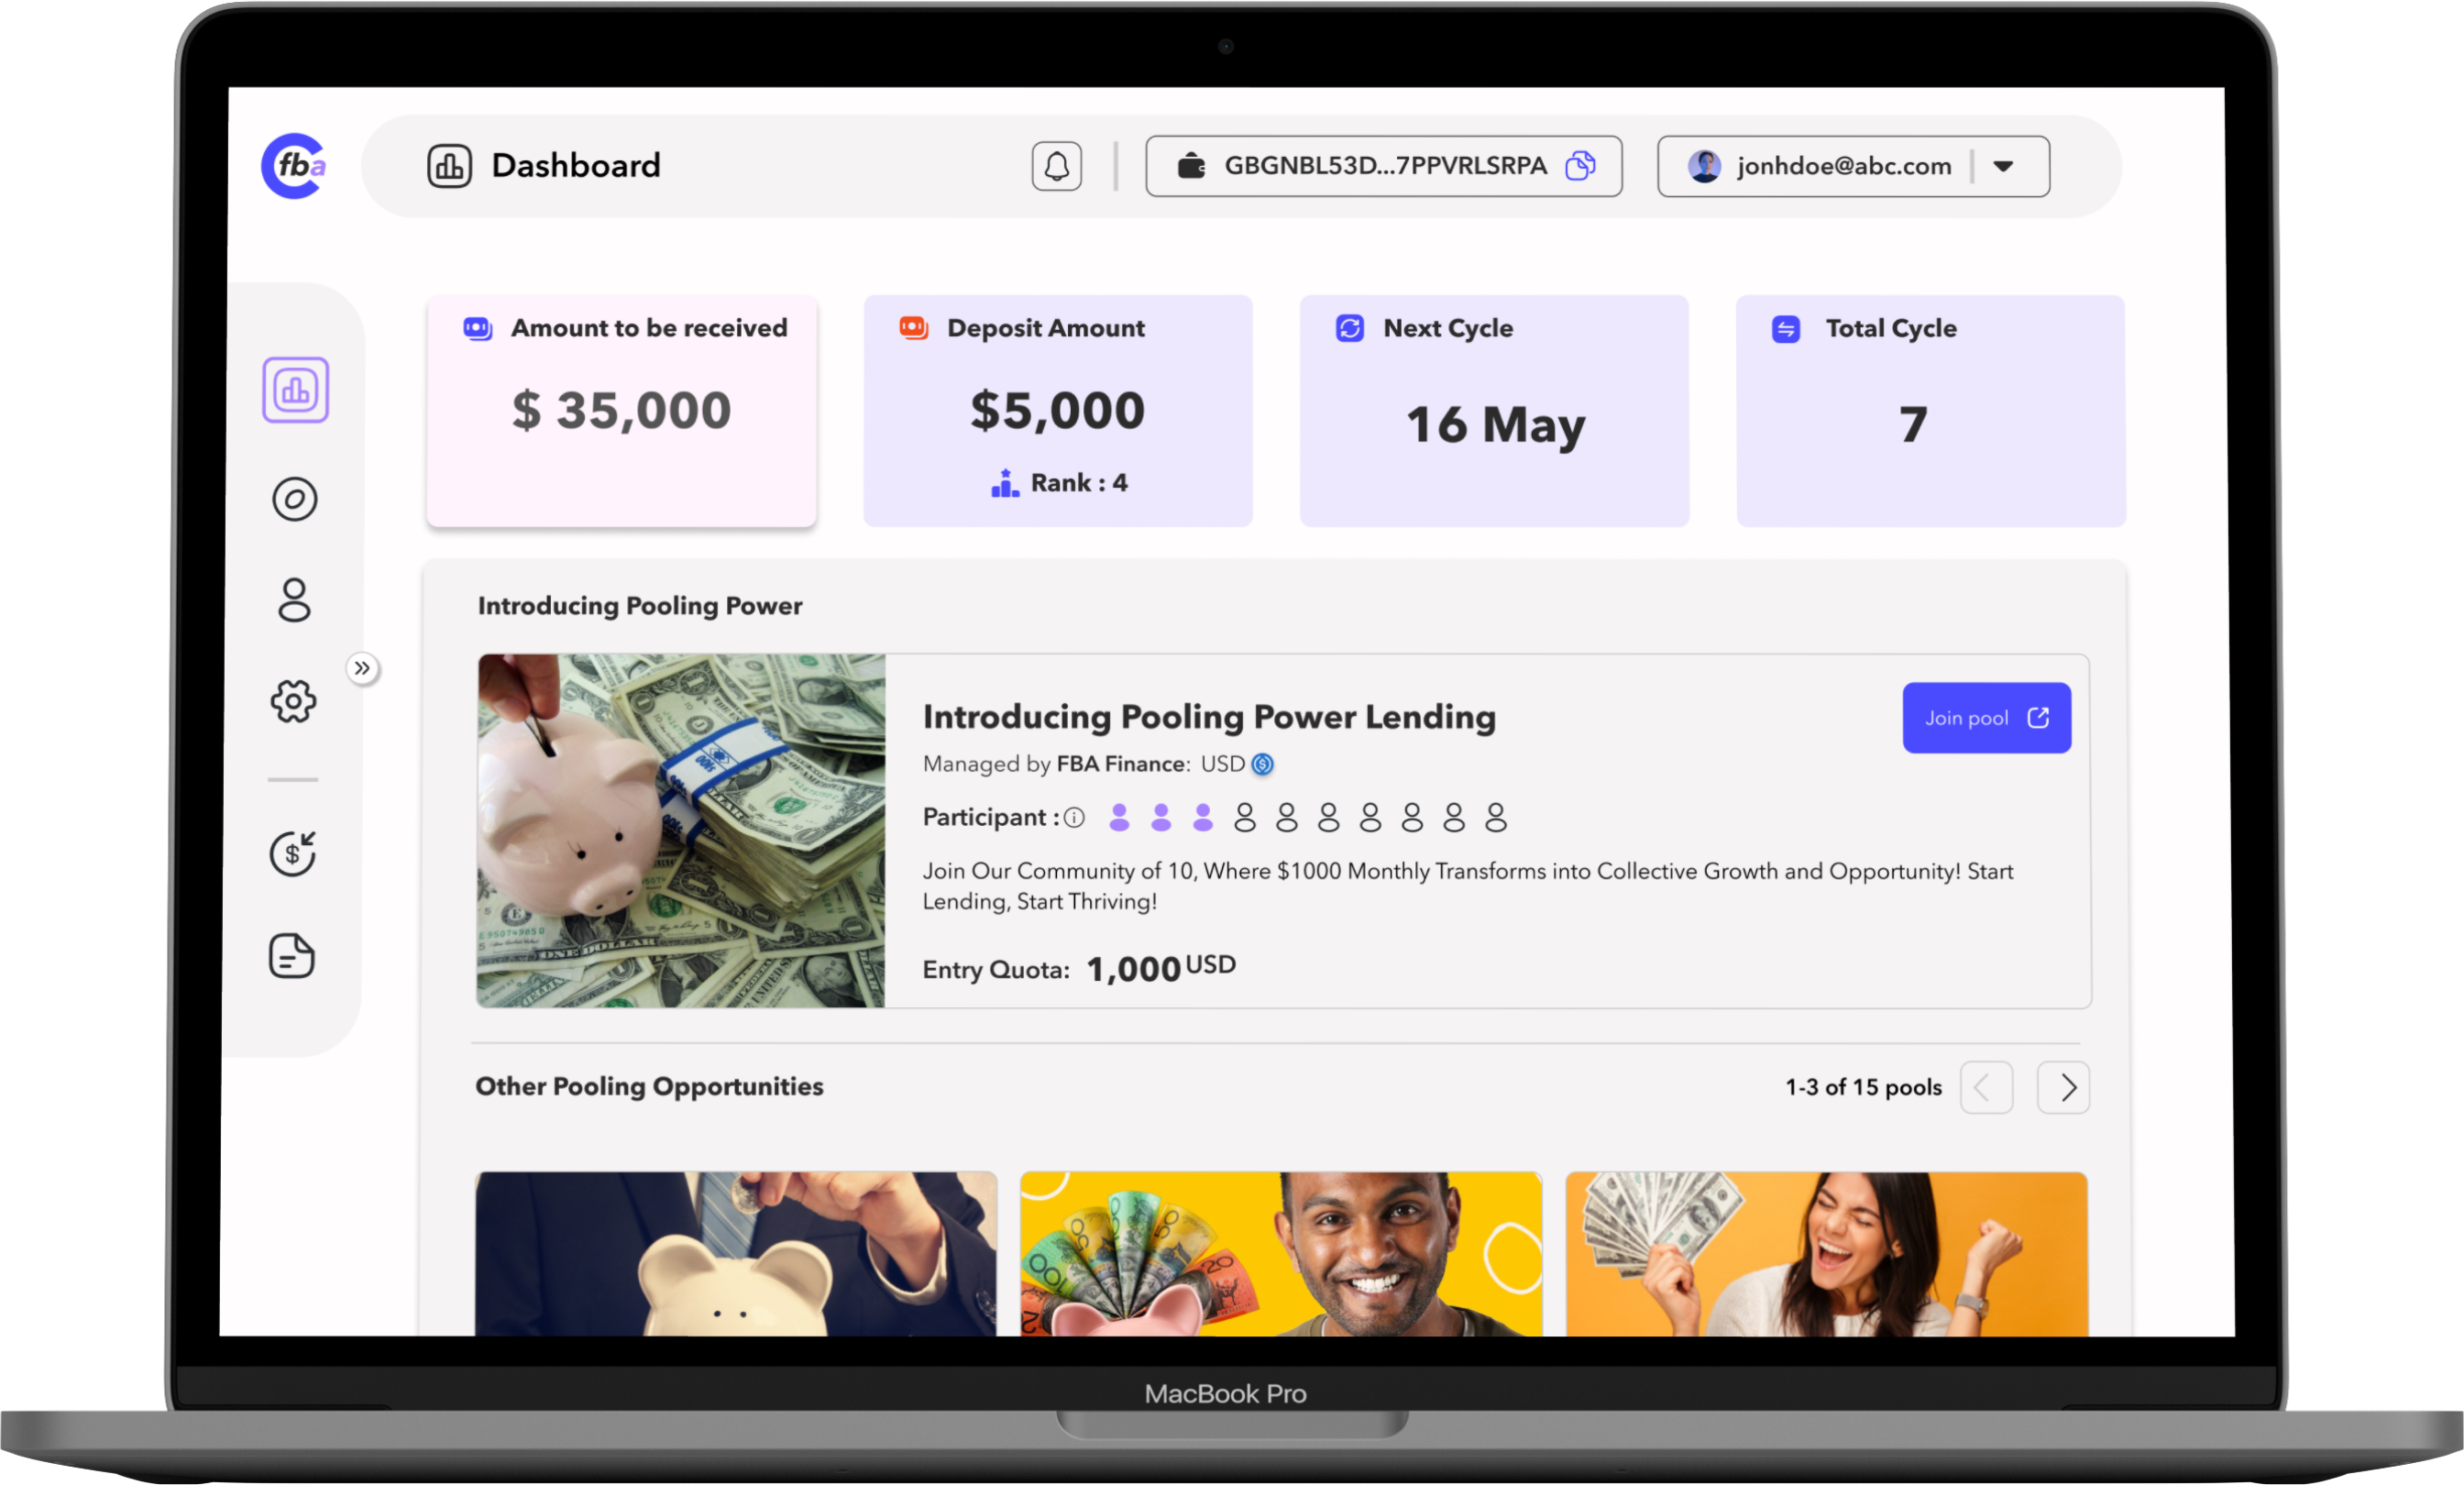 fba
Dashboard
GBGNBL53D...7PPVRLSRPA
jonhdoe@abc.com
Amount to be received
$ 35,000
Deposit Amount
$5,000
Rank : 4
Next Cycle
16 May
Total Cycle
7
Introducing Pooling Power
Introducing Pooling Power Lending
Join pool
Managed by FBA Finance: USD
Participant :
Join Our Community of 10, Where $1000 Monthly Transforms into Collective Growth and Opportunity! Start
Lending, Start Thriving!
Entry Quota: 1,000 USD
Other Pooling Opportunities
1-3 of 15 pools
MacBook Pro